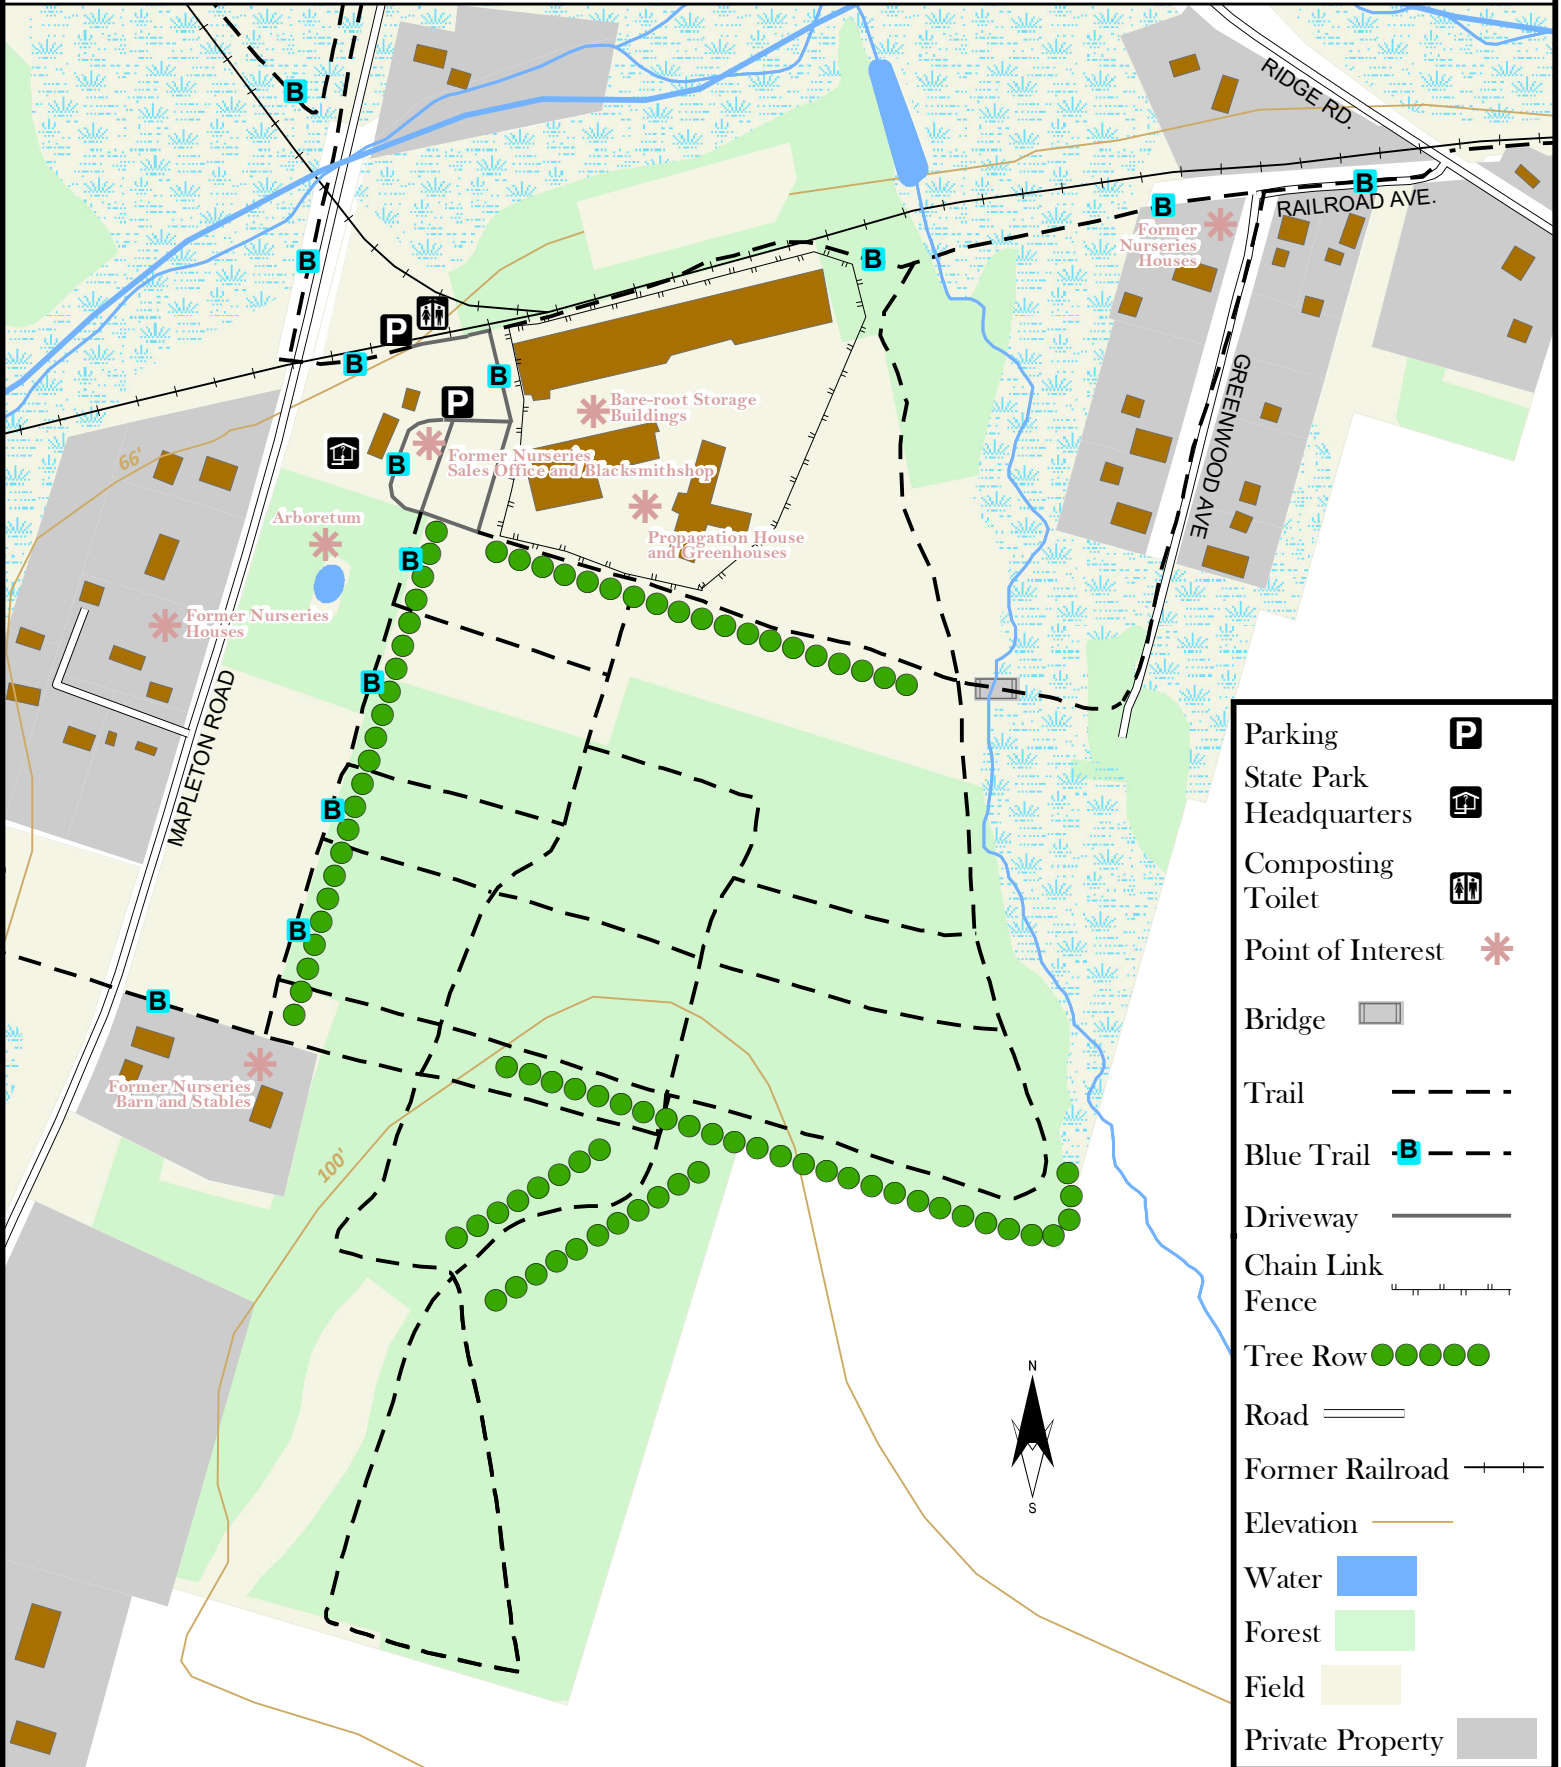 B
RIDGE RD.
B
RAILROAD AVE.
B
Former
Nurseries
Houses
B
B
P
B
B
P
GREENWOOD AVE
Bare-root Storage
Buildings
66'
B
Former Nurseries
Sales Office and Blacksmithshop
Arboretum
Propagation House
and Greenhouses
B
Former Nurseries
Houses
B
MAPLETON ROAD
B
B
B
Former Nurseries
Barn and Stables
100'
N
S
Parking
P
State Park
Headquarters
Composting
Toilet
Point of Interest
Bridge
Trail
Blue Trail
B
Driveway
Chain Link
Fence
Tree Row
Road
Former Railroad
Elevation
Water
Forest
Field
Private Property